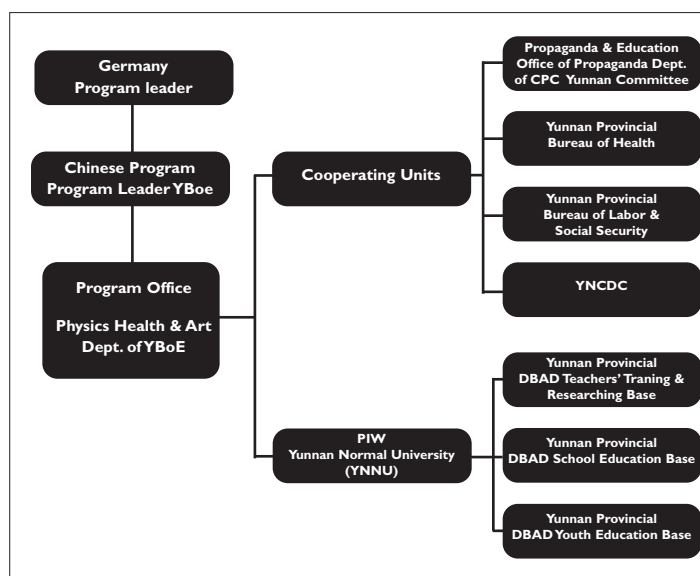 Germany
Program leader
Chinese Program
Program Leader YBoe
Program Office
Physics Health & Art
Dept. of YBoE
Cooperating Units
PIW
Yunnan Normal University
(YNNU)
Propaganda & Education
Office of Propaganda Dept.
of CPC Yunnan Committee
Yunnan Provincial
Bureau of Health
Yunnan Provincial
Bureau of Labor &
Social Security
YNCDC
Yunnan Provincial
DBAD Teachers' Traning &
Researching Base
Yunnan Provincial
DBAD School Education Base
Yunnan Provincial
DBAD Youth Education Base